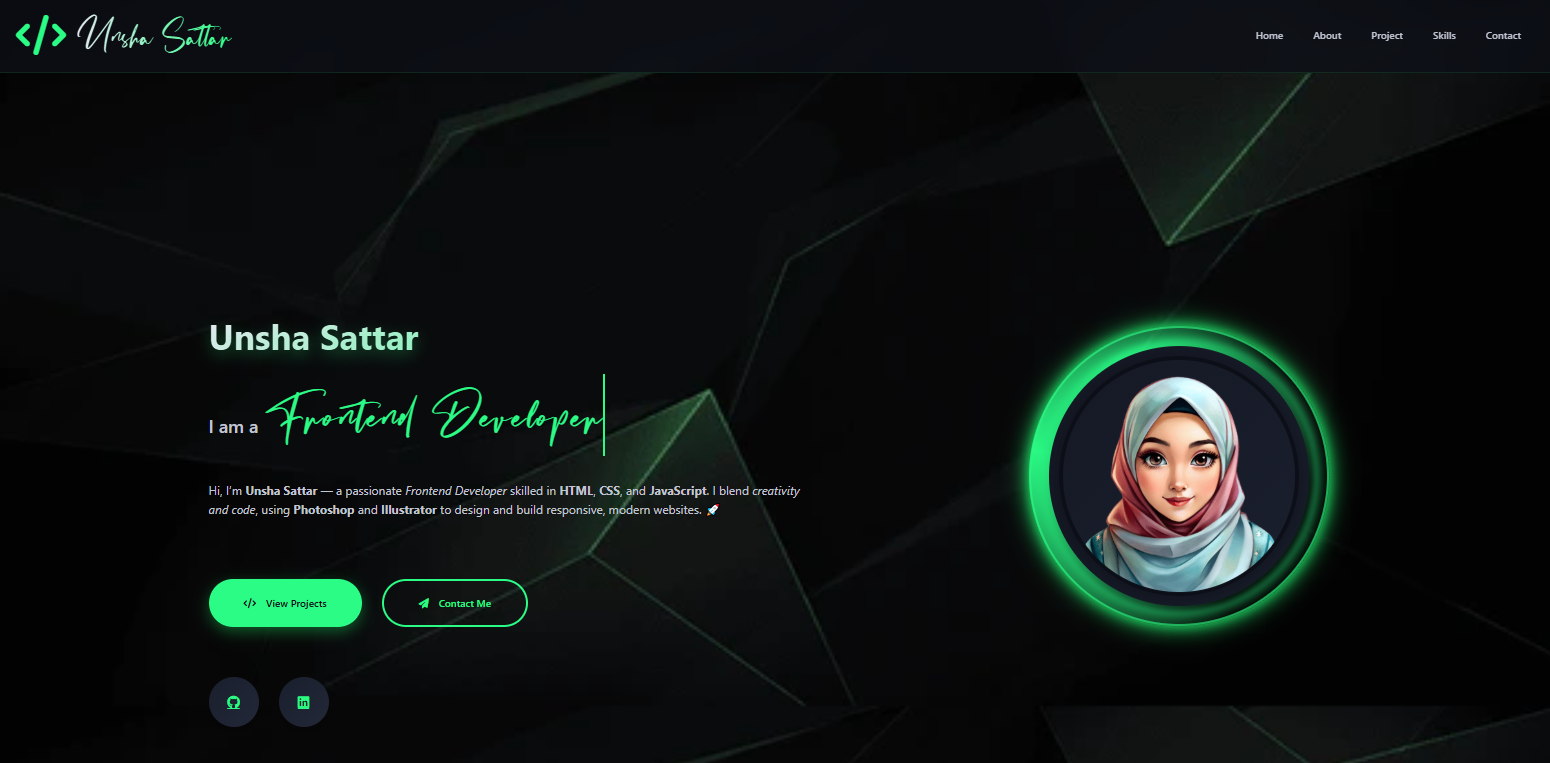 </> Unsha Sattar
Home About Project Skills Contact
Unsha Sattar
I am a Frontend Developer
Hi, I'm Unsha Sattar — a passionate Frontend Developer skilled in HTML, CSS, and JavaScript. I blend creativity
and code, using Photoshop and Illustrator to design and build responsive, modern websites. 🚀
</> View Projects
Contact Me
in